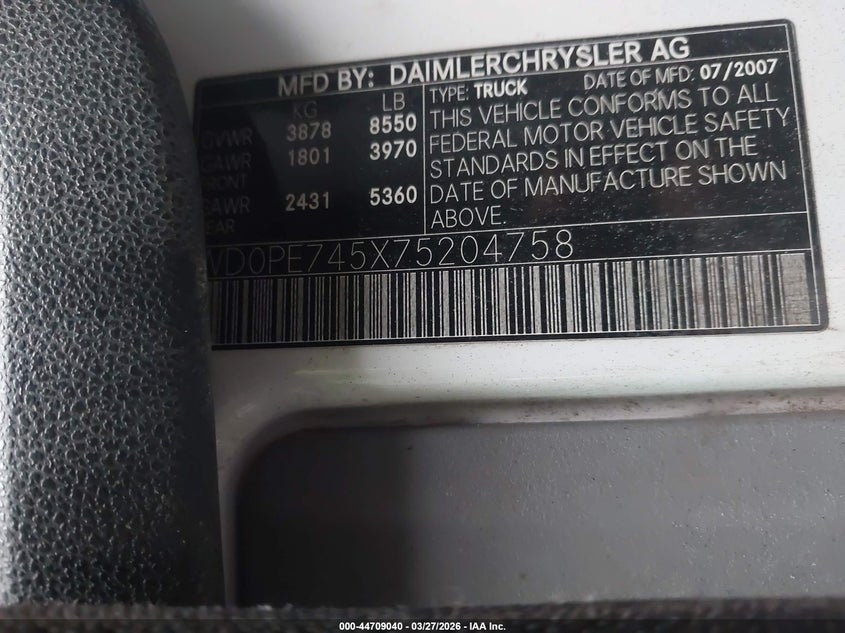 MFD BY: DAIMLERCHRYSLER AG
KG LB
GVWR 3878 8550
GAWR 1801 3970
FRONT
GAWR 2431 5360
REAR
TYPE: TRUCK DATE OF MFD: 07/2007
THIS VEHICLE CONFORMS TO ALL
FEDERAL MOTOR VEHICLE SAFETY
STANDARDS IN EFFECT ON THE
DATE OF MANUFACTURE SHOWN
ABOVE.
VD0PE745X75204758
000-44709040 | 03/27/2026 | IAA Inc.